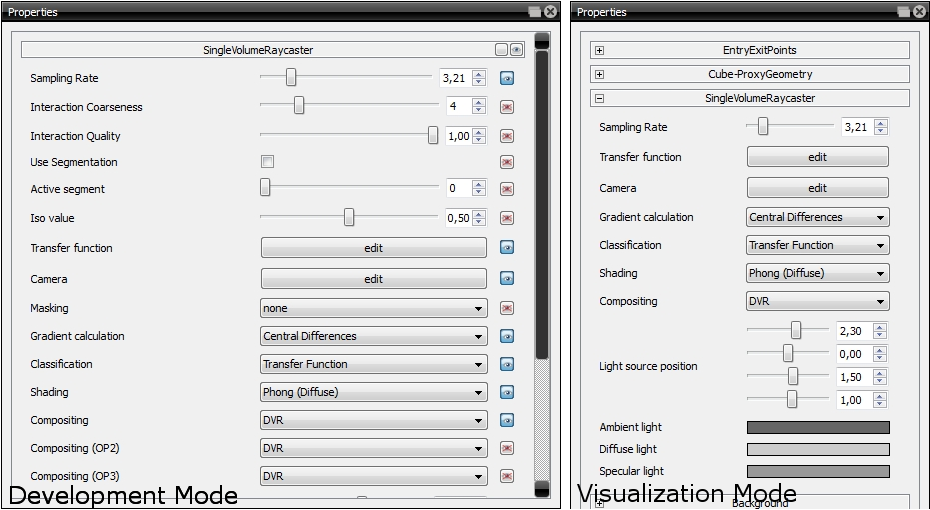 Properties
SingleVolumeRaycaster
Sampling Rate 3,21
Interaction Coarseness 4
Interaction Quality 1,00
Use Segmentation
Active segment 0
Iso value 0,50
Transfer function edit
Camera edit
Masking none
Gradient calculation Central Differences
Classification Transfer Function
Shading Phong (Diffuse)
Compositing DVR
Compositing (OP2) DVR
Compositing (OP3) DVR
Development Mode
Properties
EntryExitPoints
Cube-ProxyGeometry
SingleVolumeRaycaster
Sampling Rate 3,21
Transfer function edit
Camera edit
Gradient calculation Central Differences
Classification Transfer Function
Shading Phong (Diffuse)
Compositing DVR
2,30
0,00
Light source position
1,50
1,00
Ambient light
Diffuse light
Specular light
Visualization Mode
Background